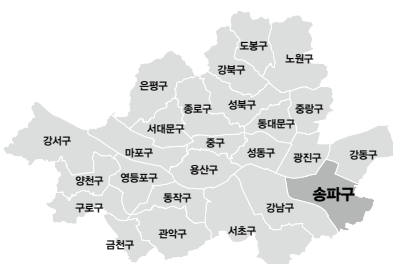 도봉구
노원구
강북구
은평구
성북구
종로구
중랑구
서대문구
동대문구
강서구
중구
마포구
성동구
광진구
강동구
용산구
양천구
영등포구
송파구
동작구
구로구
강남구
서초구
관악구
금천구